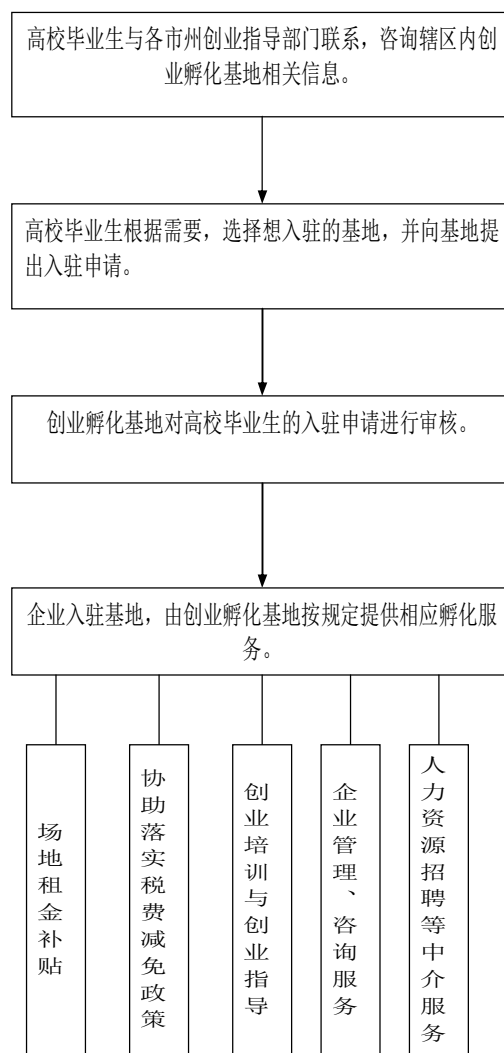 高校毕业生与各市州创业指导部门联系，咨询辖区内创
业孵化基地相关信息。
高校毕业生根据需要，选择想入驻的基地，并向基地提
出入驻申请。
创业孵化基地对高校毕业生的入驻申请进行审核。
企业入驻基地，由创业孵化基地按规定提供相应孵化服
务。
场地租金补贴
协助落实税费减免政策
创业培训与创业指导
企业管理、咨询服务
人力资源招聘等中介服务